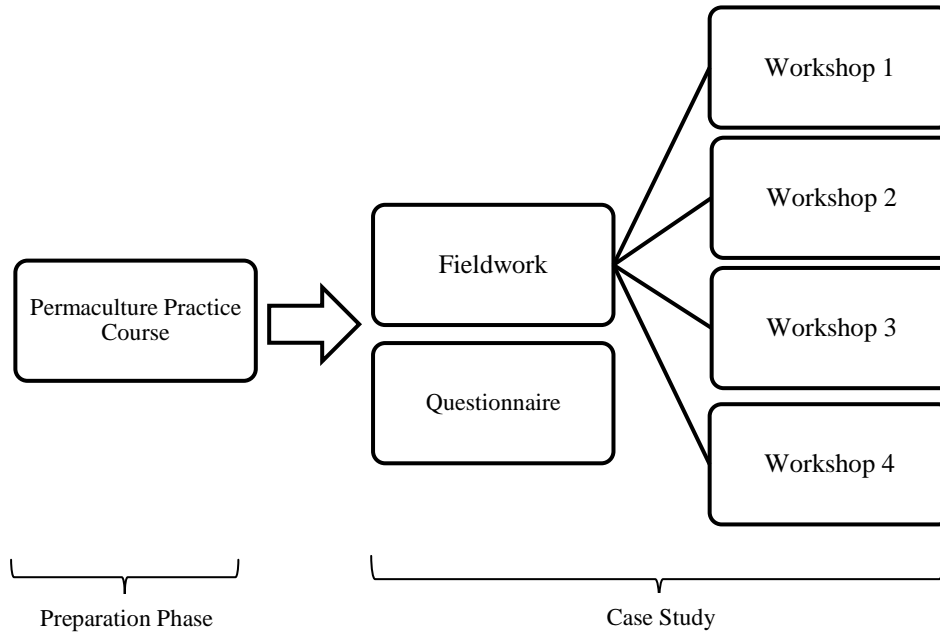 Permaculture Practice
Course
Fieldwork
Questionnaire
Workshop 1
Workshop 2
Workshop 3
Workshop 4
Preparation Phase
Case Study